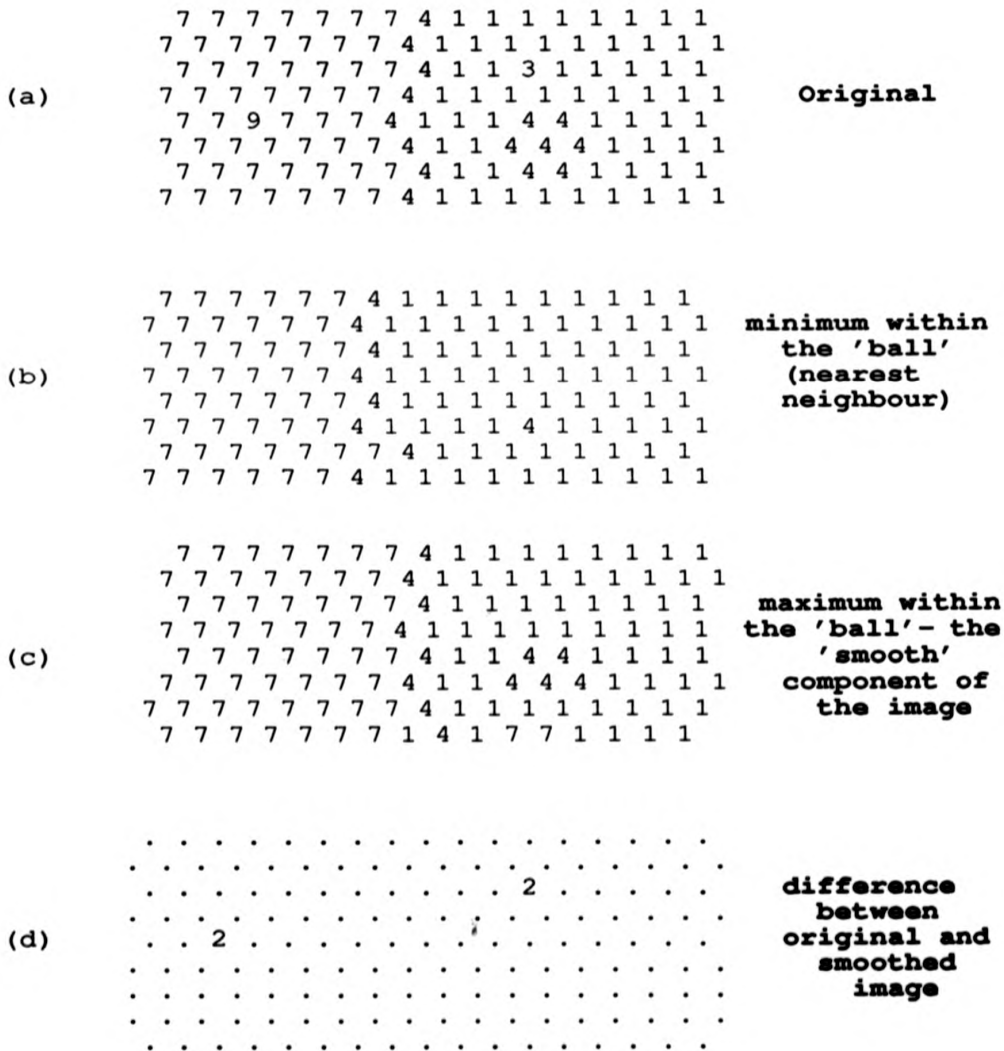 7 7 7 7 7 7 7 4 1 1 1 1 1 1 1 1
7 7 7 7 7 7 7 4 1 1 1 1 1 1 1 1 1
7 7 7 7 7 7 7 4 1 1 3 1 1 1 1 1
(a) 7 7 7 7 7 7 7 4 1 1 1 1 1 1 1 1 1 Original
7 7 9 7 7 7 4 1 1 1 4 4 1 1 1 1
7 7 7 7 7 7 7 4 1 1 4 4 4 1 1 1 1
7 7 7 7 7 7 7 4 1 1 4 4 1 1 1 1
7 7 7 7 7 7 7 4 1 1 1 1 1 1 1 1 1
7 7 7 7 7 7 4 1 1 1 1 1 1 1 1 1
7 7 7 7 7 7 4 1 1 1 1 1 1 1 1 1 1 minimum within
7 7 7 7 7 7 4 1 1 1 1 1 1 1 1 1 the 'ball'
(b) 7 7 7 7 7 7 4 1 1 1 1 1 1 1 1 1 1 (nearest
7 7 7 7 7 7 4 1 1 1 1 1 1 1 1 1 neighbour)
7 7 7 7 7 7 4 1 1 1 1 4 1 1 1 1 1
7 7 7 7 7 7 7 4 1 1 1 1 1 1 1 1
7 7 7 7 7 7 4 1 1 1 1 1 1 1 1 1 1
7 7 7 7 7 7 7 4 1 1 1 1 1 1 1 1
7 7 7 7 7 7 7 4 1 1 1 1 1 1 1 1 1
7 7 7 7 7 7 7 4 1 1 1 1 1 1 1 1 maximum within
7 7 7 7 7 7 7 4 1 1 1 1 1 1 1 1 1 the 'ball'- the
(c) 7 7 7 7 7 7 7 4 1 1 4 4 1 1 1 1 'smooth'
7 7 7 7 7 7 7 4 1 1 4 4 4 1 1 1 1 component of
7 7 7 7 7 7 7 7 4 1 1 1 1 1 1 1 1 the image
7 7 7 7 7 7 7 1 4 1 7 7 1 1 1 1
. . . . . . . . . . . . . . . . .
. . . . . . . . . . . . . . . . . .
. . . . . . . . . . . 2 . . . . . difference
. . . . . . . . . . . . . . . . . . between
(d) . . 2 . . . . . . . . . . . . . . original and
. . . . . . . . . . . . . . . . . . smoothed
. . . . . . . . . . . . . . . . . . image
. . . . . . . . . . . . . . . . . .
. . . . . . . . . . . . . . . . .